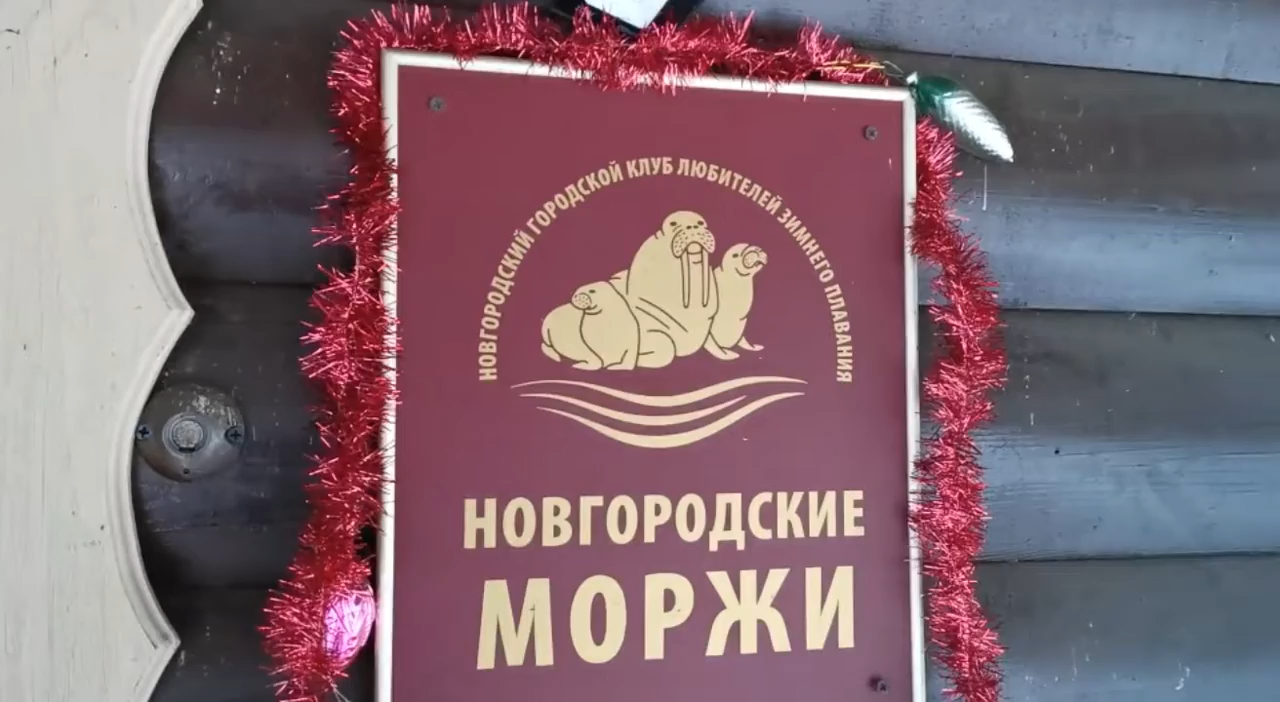 НОВГОРОДСКИЙ ГОРОДСКОЙ КЛУБ ЛЮБИТЕЛЕЙ ЗИМНЕГО ПЛАВАНИЯ
НОВГОРОДСКИЕ
МОРЖИ